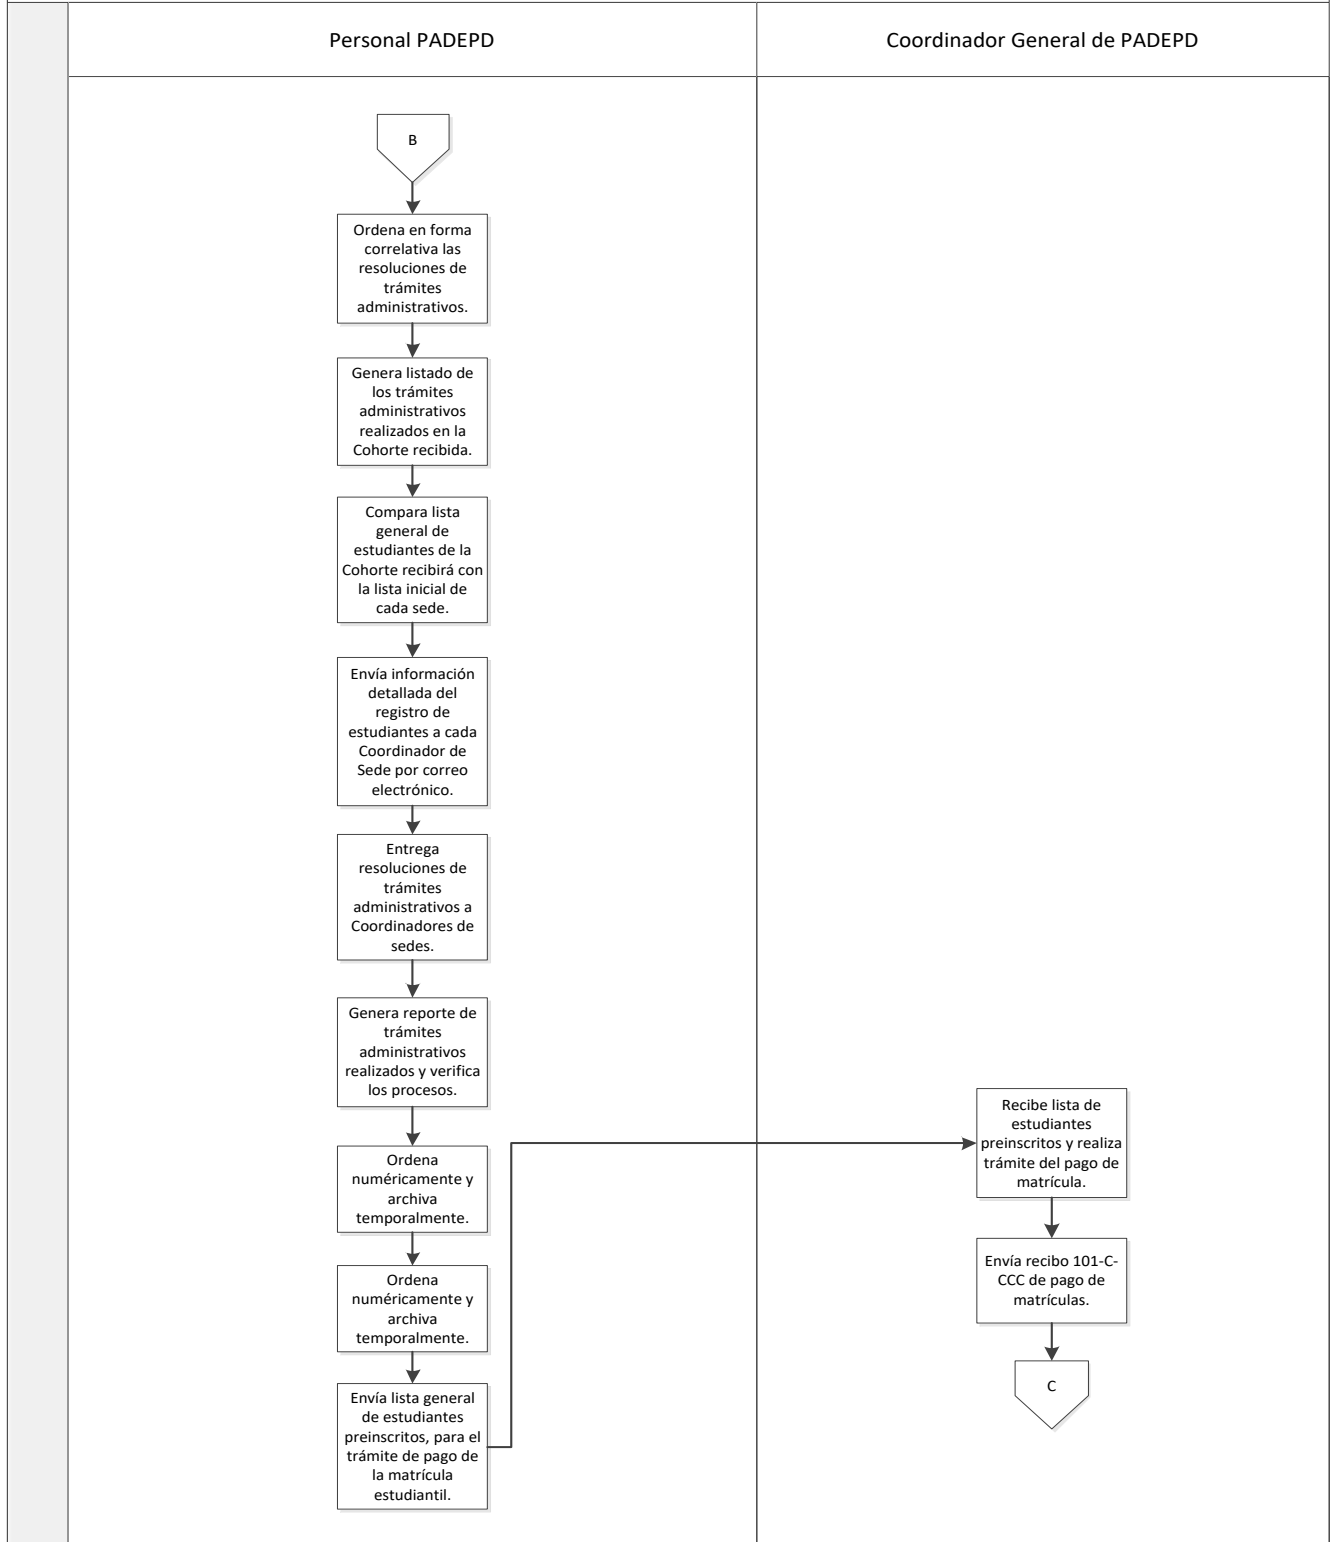 Personal PADEPD
Coordinador General de PADEPD
B
Ordena en forma
correlativa las
resoluciones de
trámites
administrativos.
Genera listado de
los trámites
administrativos
realizados en la
Cohorte recibida.
Compara lista
general de
estudiantes de la
Cohorte recibirá con
la lista inicial de
cada sede.
Envía información
detallada del
registro de
estudiantes a cada
Coordinador de
Sede por correo
electrónico.
Entrega
resoluciones de
trámites
administrativos a
Coordinadores de
sedes.
Genera reporte de
trámites
administrativos
realizados y verifica
los procesos.
Ordena
numéricamente y
archiva
temporalmente.
Ordena
numéricamente y
archiva
temporalmente.
Envía lista general
de estudiantes
preinscritos, para el
trámite de pago de
la matrícula
estudiantil.
Recibe lista de
estudiantes
preinscritos y realiza
trámite del pago de
matrícula.
Envía recibo 101-C-
CCC de pago de
matrículas.
C